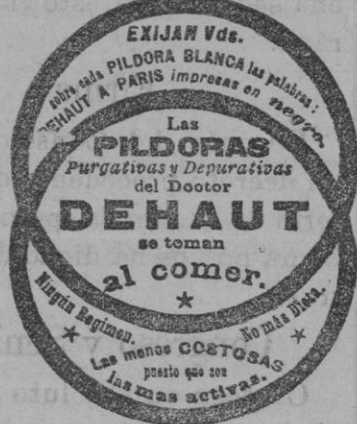 EXIJAN Vds.
sobre cada PILDORA BLANCA las palabras:
DEHAUT A PARIS impresas en negro.
Las
PILDORAS
Purgativas y Depurativas
del Doctor
DEHAUT
se toman
al comer.
Ningún Regimen.
No más Dieta.
Las menos COSTOSAS
puesto que son
las mas activas.